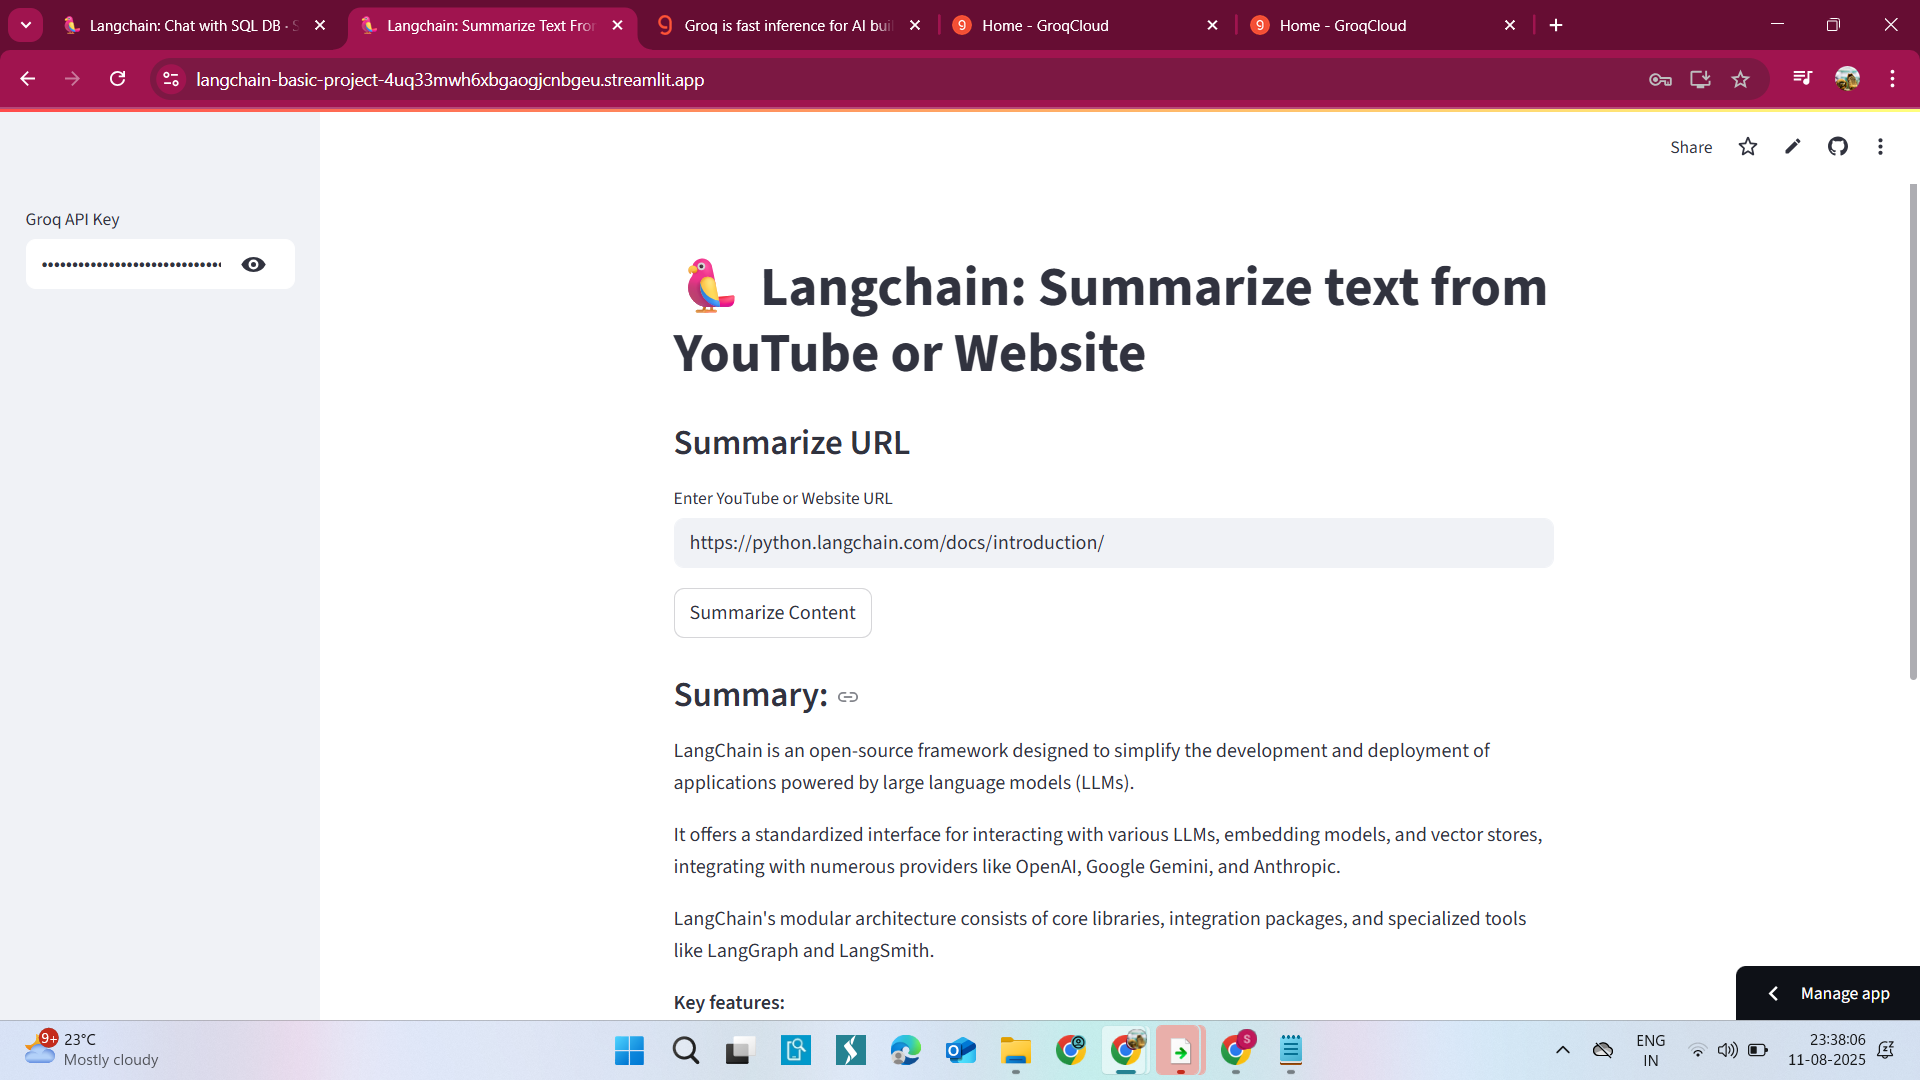 Langchain: Chat with SQL DB · S
Langchain: Summarize Text Fror
Groq is fast inference for AI buil
Home - GroqCloud
Home - GroqCloud
langchain-basic-project-4uq33mwh6xbgaogjcnbgeu.streamlit.app
Share
Groq API Key
🦜 Langchain: Summarize text from
YouTube or Website
Summarize URL
Enter YouTube or Website URL
https://python.langchain.com/docs/introduction/
Summarize Content
Summary:
LangChain is an open-source framework designed to simplify the development and deployment of
applications powered by large language models (LLMs).
It offers a standardized interface for interacting with various LLMs, embedding models, and vector stores,
integrating with numerous providers like OpenAI, Google Gemini, and Anthropic.
LangChain's modular architecture consists of core libraries, integration packages, and specialized tools
like LangGraph and LangSmith.
Key features:
Manage app
9+
23°C
Mostly cloudy
S
ENG
IN
23:38:06
11-08-2025